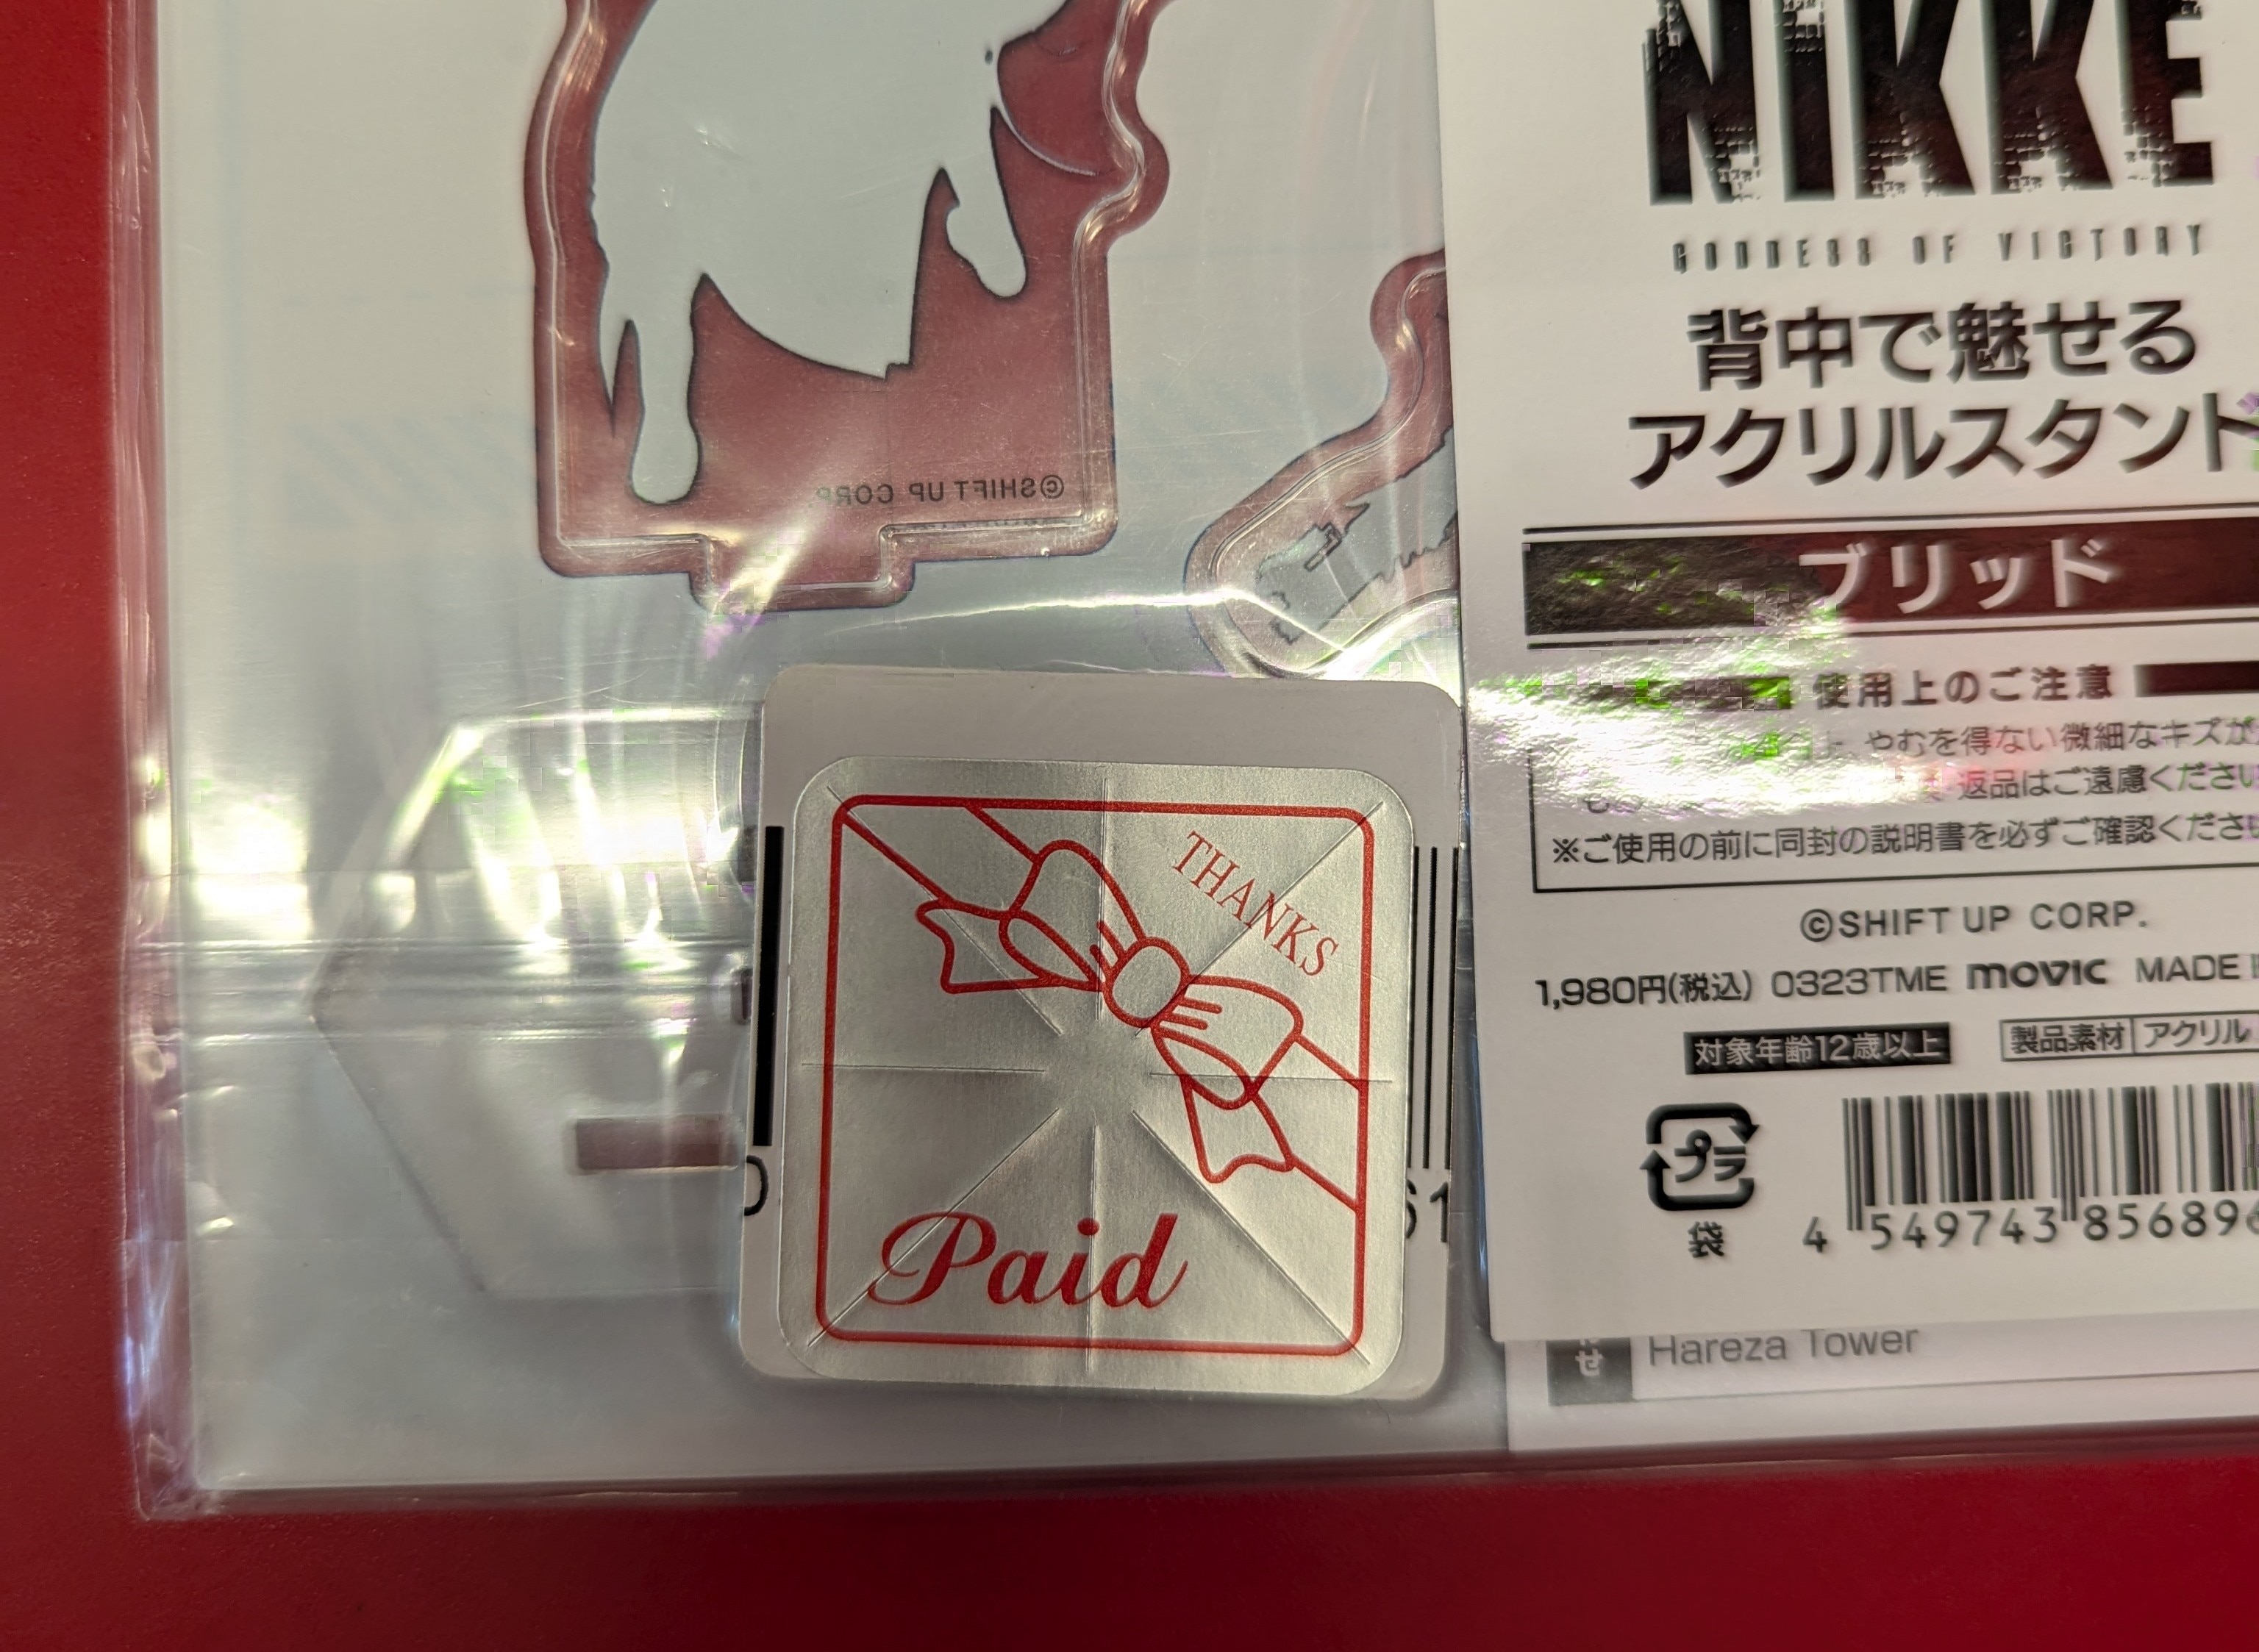 NIKKE
GODDESS OF VICTORY
背中で魅せる
アクリルスタンド
ブリッド
使用上のご注意
やむを得ない微細なキズが
返品はご遠慮ください
※ご使用の前に同封の説明書を必ずご確認くださ
©SHIFT UP CORP.
1,980円(税込) 0323TME movic MADE
対象年齢12歳以上
製品素材 アクリル
プラ
袋
4 549743 856896
せ Hareza Tower
©SHIFT UP CORP.
THANKS
Paid
61